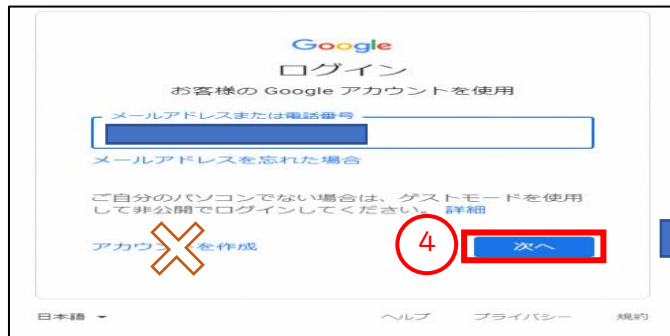 Google
ログイン
お客様の Google アカウントを使用
メールアドレスまたは電話番号
メールアドレスを忘れた場合
ご自分のパソコンでない場合は、ゲストモードを使用
して非公開でログインしてください。 詳細
アカウントを作成
4
次へ
日本語
ヘルプ プライバシー 規約